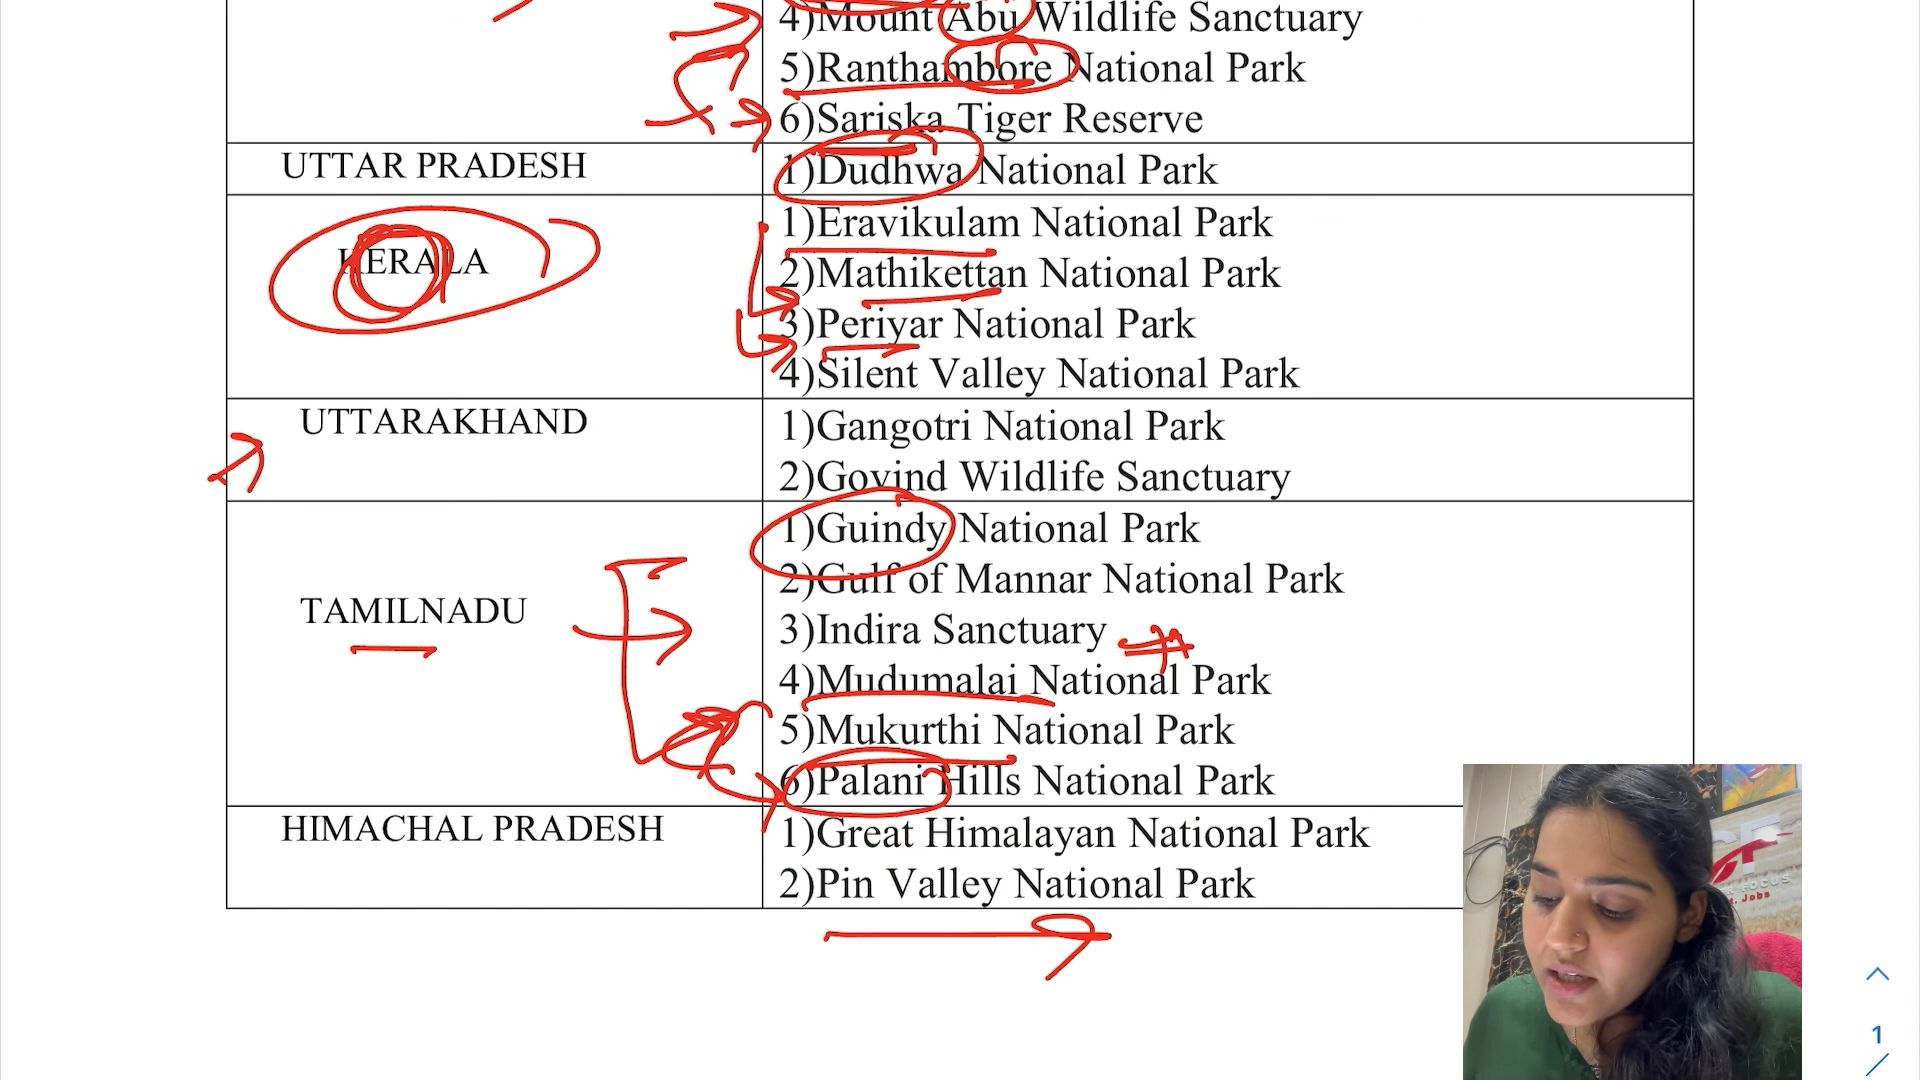 4)Mount Abu Wildlife Sanctuary
5)Ranthambore National Park
6)Sariska Tiger Reserve
UTTAR PRADESH
1)Dudhwa National Park
KERALA
1)Eravikulam National Park
2)Mathikettan National Park
3)Periyar National Park
4)Silent Valley National Park
UTTARAKHAND
1)Gangotri National Park
2)Govind Wildlife Sanctuary
TAMILNADU
1)Guindy National Park
2)Gulf of Mannar National Park
3)Indira Sanctuary
4)Mudumalai National Park
5)Mukurthi National Park
6)Palani Hills National Park
HIMACHAL PRADESH
1)Great Himalayan National Park
2)Pin Valley National Park
FOCUS
Jobs
1